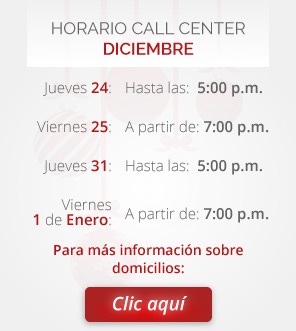 HORARIO CALL CENTER
DICIEMBRE
Jueves 24: Hasta las: 5:00 p.m.
Viernes 25: A partir de: 7:00 p.m.
Jueves 31: Hasta las: 5:00 p.m.
Viernes
1 de Enero: A partir de: 7:00 p.m.
Para más información sobre
domicilios:
Clic aquí